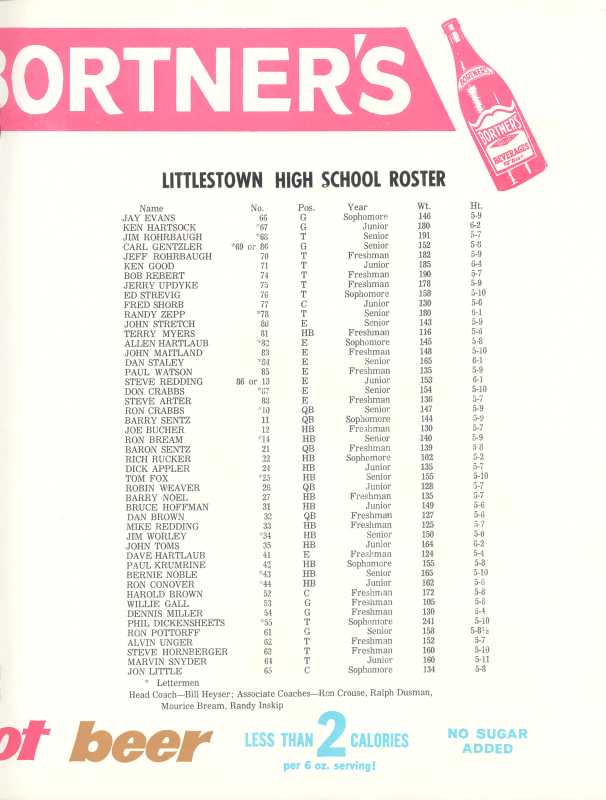 BORTNER'S
BORTNER'S
BORTNER'S
BEVERAGES
LITTLESTOWN HIGH SCHOOL ROSTER
Name No. Pos. Year Wt. Ht.
JAY EVANS 66 G Sophomore 146 5-9
KEN HARTSOCK *67 G Junior 180 6-2
JIM ROHRBAUGH *68 T Senior 191 5-7
CARL GENTZLER *69 or 86 G Senior 152 5-8
JEFF ROHRBAUGH 70 T Freshman 182 5-9
KEN GOOD 71 T Junior 185 6-4
BOB REBERT 74 T Freshman 190 5-7
JERRY UPDYKE 75 T Freshman 178 5-9
ED STREVIG 76 T Sophomore 158 5-10
FRED SHORB 77 C Junior 130 5-6
RANDY ZEPP *78 T Senior 180 6-1
JOHN STRETCH 80 E Senior 143 5-9
TERRY MYERS 81 HB Freshman 116 5-6
ALLEN HARTLAUB *82 E Sophomore 145 5-8
JOHN MAITLAND 83 E Freshman 148 5-10
DAN STALEY *84 E Senior 165 6-1
PAUL WATSON 85 E Freshman 135 5-9
STEVE REDDING 86 or 13 E Junior 153 6-1
DON CRABBS *87 E Senior 154 5-10
STEVE ARTER 88 E Freshman 136 5-7
RON CRABBS *10 QB Senior 147 5-9
BARRY SENTZ 11 QB Sophomore 144 5-9
JOE BUCHER 12 HB Freshman 130 5-7
RON BREAM *14 HB Senior 140 5-9
BARON SENTZ 21 QB Freshman 139 5-8
RICH RUCKER 22 HB Sophomore 102 5-2
DICK APPLER 24 HB Junior 135 5-7
TOM FOX *25 HB Senior 155 5-10
ROBIN WEAVER 26 QB Junior 128 5-7
BARRY NOEL 27 HB Freshman 135 5-7
BRUCE HOFFMAN 31 HB Junior 149 5-6
DAN BROWN 32 QB Freshman 127 5-6
MIKE REDDING 33 HB Freshman 125 5-7
JIM WORLEY *34 HB Senior 150
JOHN TOMS 35 HB Junior 164 6-2
DAVE HARTLAUB 41 E Freshman 124 5-4
PAUL KRUMRINE 42 HB Sophomore 155 5-8
BERNIE NOBLE *43 HB Senior 165 5-10
RON CONOVER *44 HB Junior 162
HAROLD BROWN 52 C Freshman 172 5-8
WILLIE GALL 53 G Freshman 105
DENNIS MILLER 54 G Freshman 130 5-4
PHIL DICKENSHEETS *55 T Sophomore 241 5-10
RON POTTORFF 61 G Senior 158 5-8½
ALVIN UNGER 62 T Freshman 152 5-7
STEVE HORNBERGER 63 T Freshman 160 5-10
MARVIN SNYDER 64 T Junior 160 5-11
JON LITTLE 65 C Sophomore 134 5-8
* Lettermen
Head Coach—Bill Heyser; Associate Coaches—Ron Crouse, Ralph Dusman,
Maurice Bream, Randy Inskip
ot beer
LESS THAN 2 CALORIES
per 6 oz. serving!
NO SUGAR
ADDED